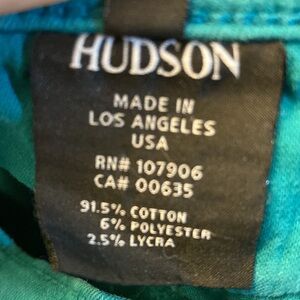 HUDSON
MADE IN
LOS ANGELES
USA
RN# 107906
CA# 00635
91.5% COTTON
6% POLYESTER
2.5% LYCRA